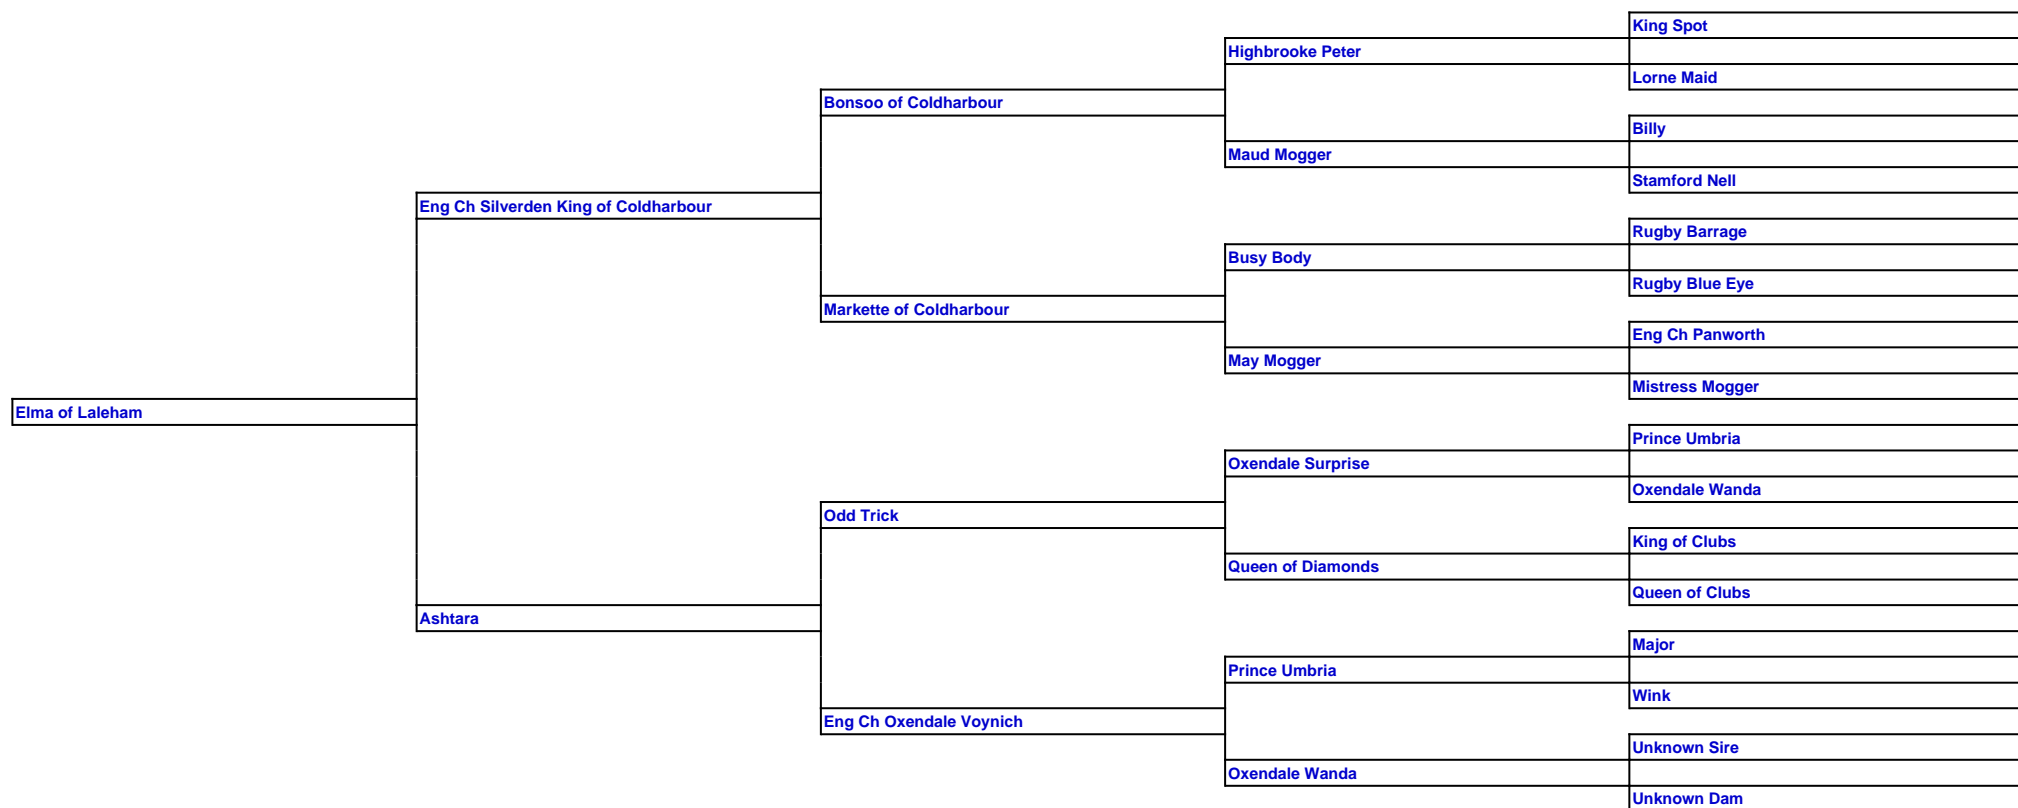 King Spot
Highbrooke Peter
Lorne Maid
Bonsoo of Coldharbour
Billy
Maud Mogger
Stamford Nell
Eng Ch Silverden King of Coldharbour
Rugby Barrage
Busy Body
Rugby Blue Eye
Markette of Coldharbour
Eng Ch Panworth
May Mogger
Mistress Mogger
Elma of Laleham
Prince Umbria
Oxendale Surprise
Oxendale Wanda
Odd Trick
King of Clubs
Queen of Diamonds
Queen of Clubs
Ashtara
Major
Prince Umbria
Wink
Eng Ch Oxendale Voynich
Unknown Sire
Oxendale Wanda
Unknown Dam